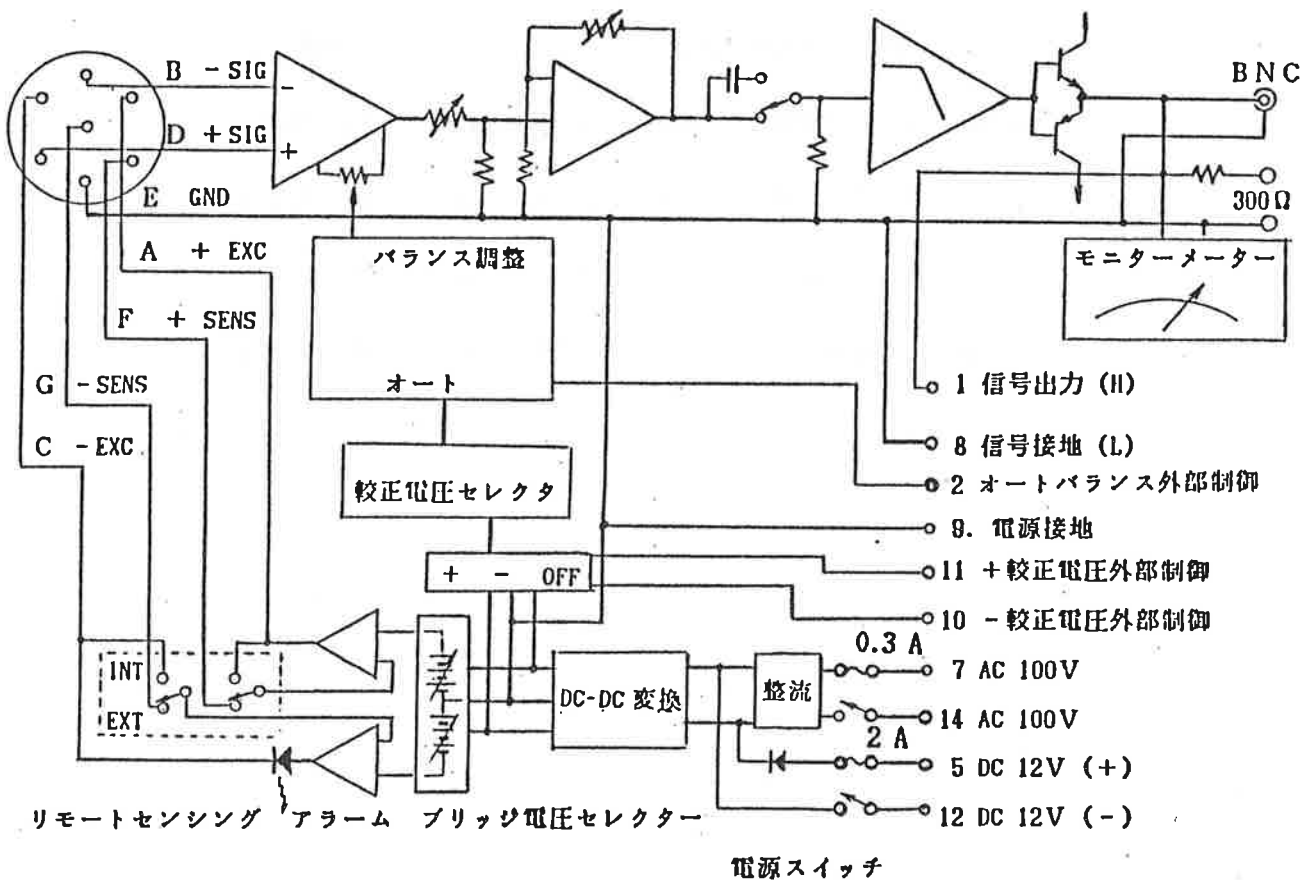 B -SIG
D +SIG
E GND
A + EXC
F + SENS
G -SENS
C -EXC
-
+
BNC
300Ω
バランス調整
オート
モニターメーター
較正電圧セレクタ
+ - OFF
1 信号出力 (H)
8 信号接地 (L)
2 オートバランス外部制御
9. 電源接地
11 +較正電圧外部制御
10 -較正電圧外部制御
0.3 A
7 AC 100V
14 AC 100V
2 A
5 DC 12V (+)
12 DC 12V (-)
INT
EXT
DC-DC 変換
整流
リモートセンシング アラーム ブリッジ電圧セレクター
電源スイッチ